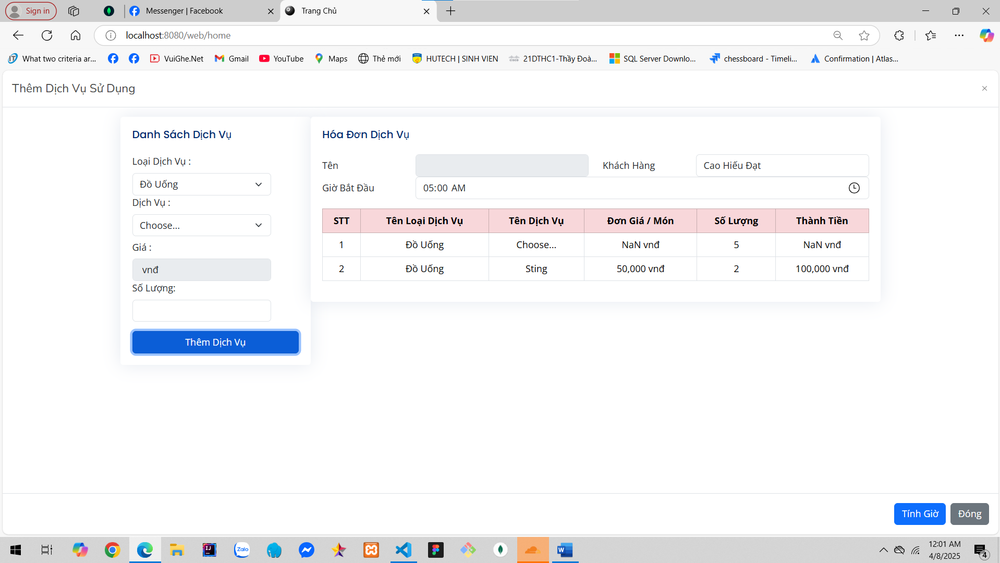 Sign in
Messenger | Facebook
Trang Chủ
localhost:8080/web/home
What two criteria ar...
VuiGhe.Net
Gmail
YouTube
Maps
Thẻ mới
HUTECH | SINH VIEN
21DTHC1-Thầy Đoà...
SQL Server Downlo...
chessboard - Timeli...
Confirmation | Atlas...
Thêm Dịch Vụ Sử Dụng
Danh Sách Dịch Vụ
Loại Dịch Vụ :
Đồ Uống
Dịch Vụ :
Choose...
Giá :
vnđ
Số Lượng:
Thêm Dịch Vụ
Hóa Đơn Dịch Vụ
Tên
Khách Hàng
Cao Hiếu Đạt
Giờ Bắt Đầu
05:00 AM
STT Tên Loại Dịch Vụ Tên Dịch Vụ Đơn Giá / Món Số Lượng Thành Tiền
1 Đồ Uống Choose... NaN vnđ 5 NaN vnđ
2 Đồ Uống Sting 50,000 vnđ 2 100,000 vnđ
Tính Giờ
Đóng
Zalo
12:01 AM
4/8/2025
4